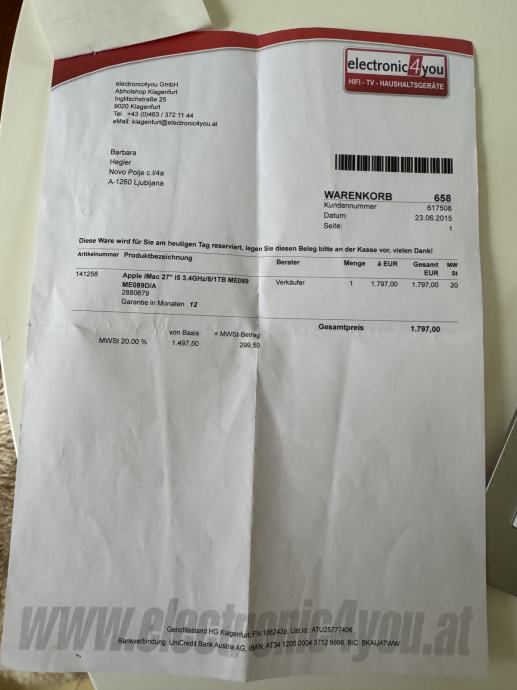 electronic4you
HIFI - TV - HAUSHALTSGERÄTE
electronic4you GmbH
Abholshop Klagenfurt
Inglitschstraße 25
9020 Klagenfurt
Tel. +43 (0)463 / 372 11 44
eMail: klagenfurt@electronic4you.at
Barbara
Hegler
Novo Polje c.I/4a
A-1260 Ljubljana
WARENKORB 658
Kundennummer 617508
Datum: 23.06.2015
Seite: 1
Diese Ware wird für Sie am heutigen Tag reserviert, legen Sie diesen Beleg bitte an der Kasse vor, vielen Dank!
Artikelnummer Produktbezeichnung Berater Menge à EUR Gesamt EUR MW St
141258 Apple iMac 27" I5 3.4GHz/8/1TB ME089 Verkäufer 1 1.797,00 1.797,00 20
ME089D/A
2880679
Garantie in Monaten 12
Gesamtpreis 1.797,00
von Basis = MWSt-Betrag
MWSt 20.00 % 1.497,50 299,50
www.electronic4you.at
Gerichtsstand HG Klagenfurt, FN 106242p, Ust.Id.: ATU25777406
Bankverbindung: UniCredit Bank Austria AG, IBAN: AT34 1200 0004 3712 6666, BIC: BKAUATWW